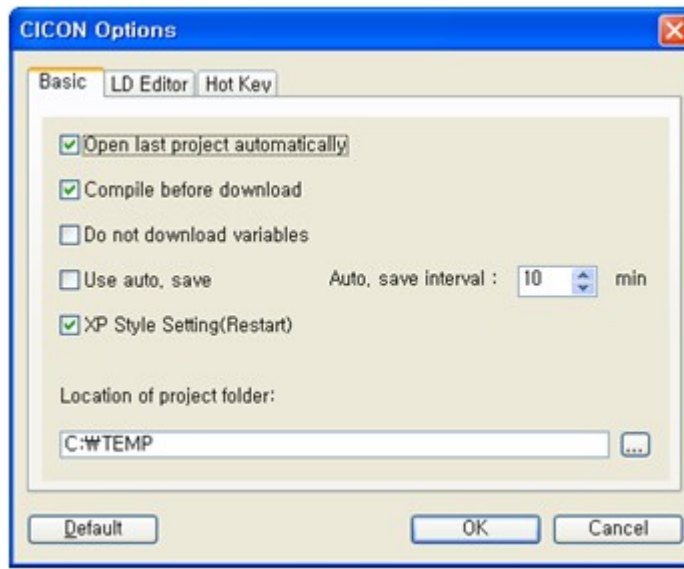 CICON Options
Basic LD Editor Hot Key
Open last project automatically
Compile before download
Do not download variables
Use auto, save Auto, save interval : 10 min
XP Style Setting(Restart)
Location of project folder:
C:₩TEMP ...
Default OK Cancel